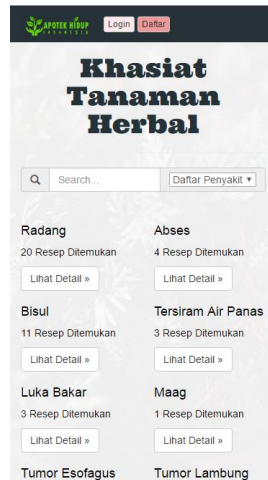 APOTEK HIDUP
INDONESIA
Login Daftar
Khasiat
Tanaman
Herbal
Search...
Daftar Penyakit
Radang
20 Resep Ditemukan
Lihat Detail »
Abses
4 Resep Ditemukan
Lihat Detail »
Bisul
11 Resep Ditemukan
Lihat Detail »
Tersiram Air Panas
3 Resep Ditemukan
Lihat Detail »
Luka Bakar
3 Resep Ditemukan
Lihat Detail »
Maag
1 Resep Ditemukan
Lihat Detail »
Tumor Esofagus
Tumor Lambung